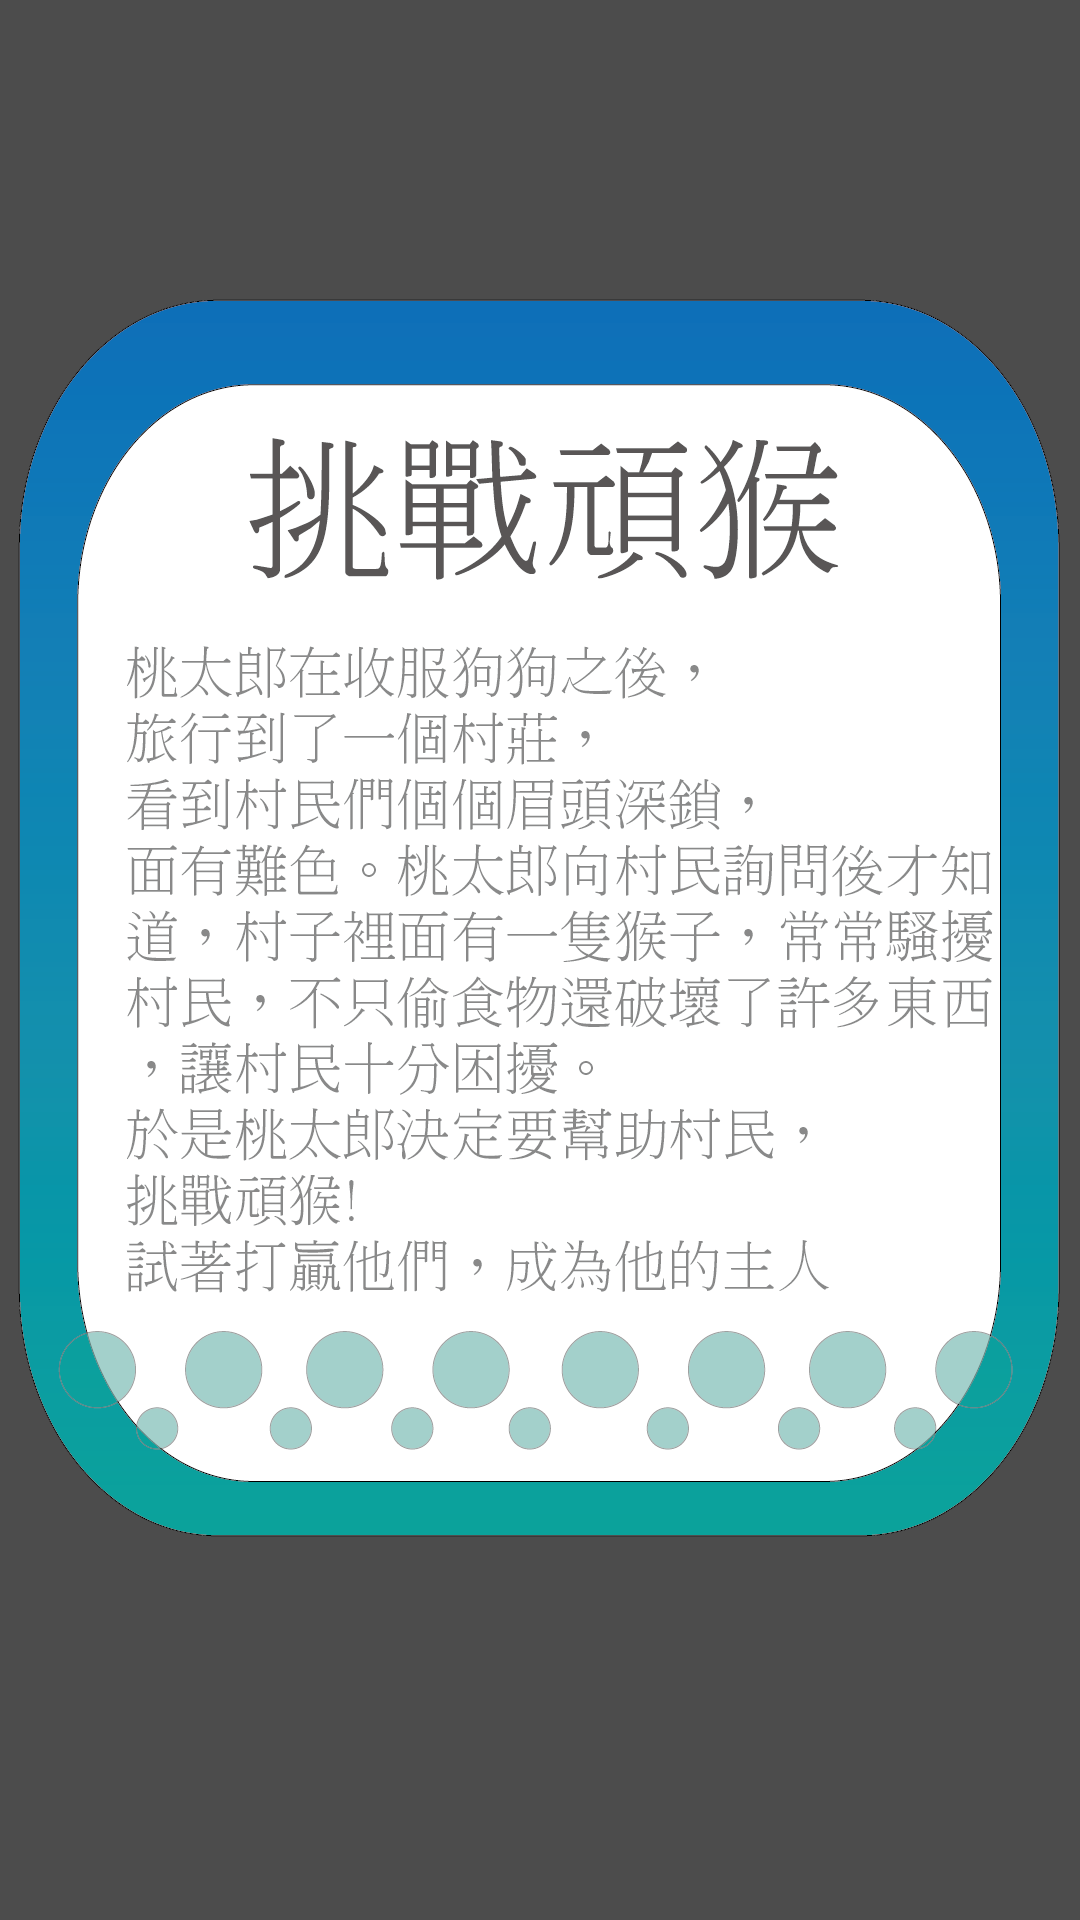 挑戰頑猴
桃太郎在收服狗狗之後，
旅行到了一個村莊，
看到村民們個個眉頭深鎖，
面有難色。桃太郎向村民詢問後才知
道，村子裡面有一隻猴子，常常騷擾
村民，不只偷食物還破壞了許多東西
，讓村民十分困擾。
於是桃太郎決定要幫助村民，
挑戰頑猴!
試著打贏他們，成為他的主人